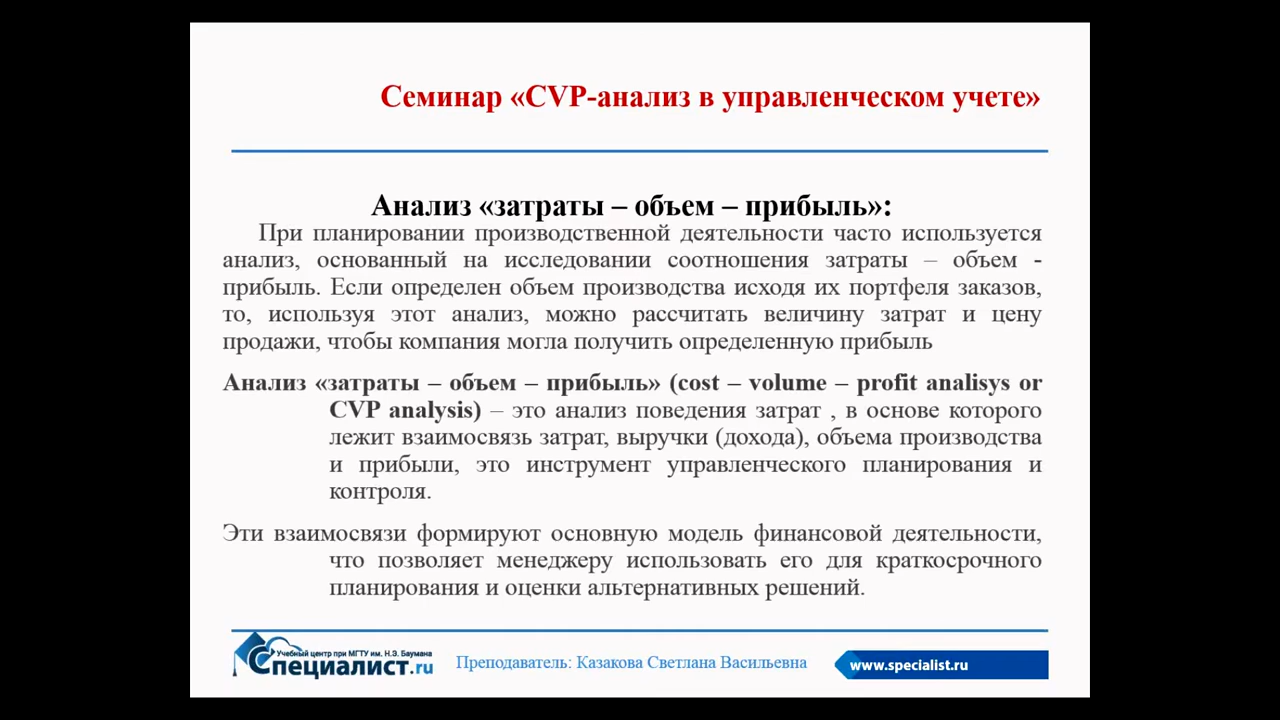 Семинар «CVP-анализ в управленческом учете»
Анализ «затраты – объем – прибыль»:
При планировании производственной деятельности часто используется
анализ, основанный на исследовании соотношения затраты – объем -
прибыль. Если определен объем производства исходя их портфеля заказов,
то, используя этот анализ, можно рассчитать величину затрат и цену
продажи, чтобы компания могла получить определенную прибыль
Анализ «затраты – объем – прибыль» (cost – volume – profit analisys or
CVP analysis) – это анализ поведения затрат , в основе которого
лежит взаимосвязь затрат, выручки (дохода), объема производства
и прибыли, это инструмент управленческого планирования и
контроля.
Эти взаимосвязи формируют основную модель финансовой деятельности,
что позволяет менеджеру использовать его для краткосрочного
планирования и оценки альтернативных решений.
Учебный центр при МГТУ им. Н.Э. Баумана
Специалист.ru
Преподаватель: Казакова Светлана Васильевна
www.specialist.ru